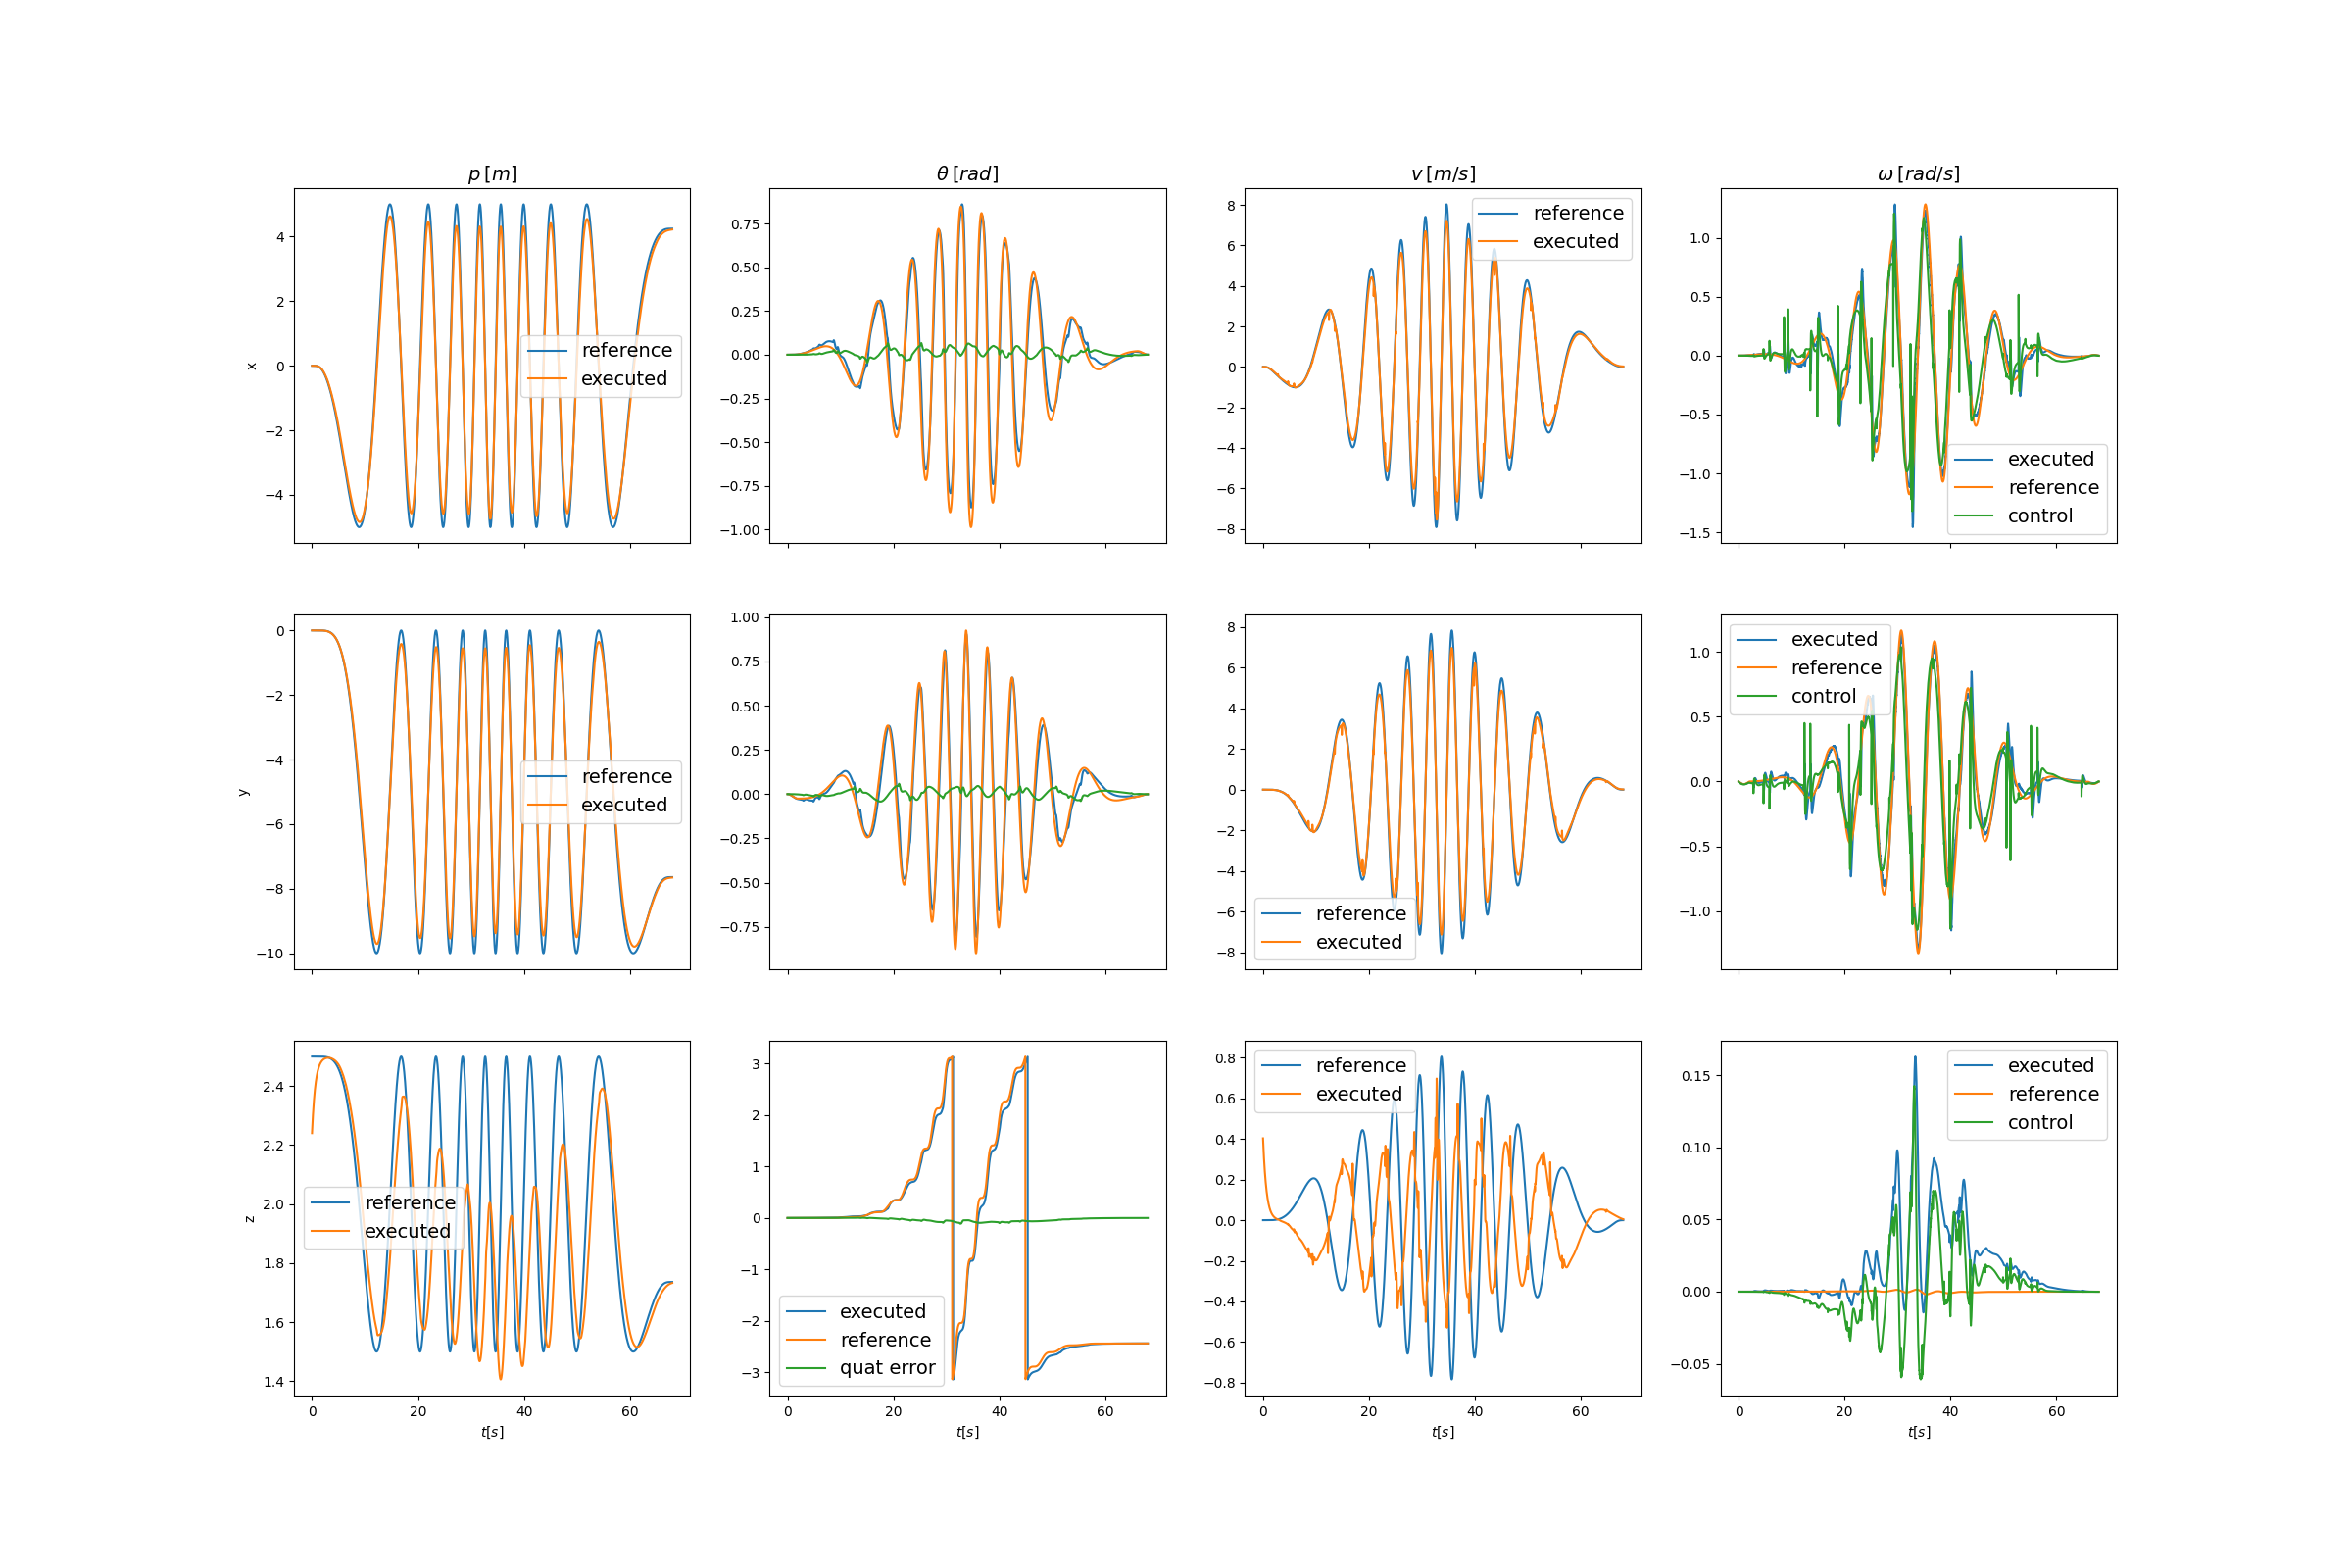 p [m]
θ [rad]
v [m/s]
ω [rad/s]
x
4
2
0
−2
−4
reference
executed
0.75
0.50
0.25
0.00
−0.25
−0.50
−0.75
−1.00
8
6
4
2
0
−2
−4
−6
−8
reference
executed
1.0
0.5
0.0
−0.5
−1.0
−1.5
executed
reference
control
y
0
−2
−4
−6
−8
−10
reference
executed
1.00
0.75
0.50
0.25
0.00
−0.25
−0.50
−0.75
8
6
4
2
0
−2
−4
−6
−8
reference
executed
1.0
0.5
0.0
−0.5
−1.0
executed
reference
control
z
2.4
2.2
2.0
1.8
1.6
1.4
reference
executed
0 20 40 60
t[s]
3
2
1
0
−1
−2
−3
executed
reference
quat error
0 20 40 60
t[s]
0.8
0.6
0.4
0.2
0.0
−0.2
−0.4
−0.6
−0.8
reference
executed
0 20 40 60
t[s]
0.15
0.10
0.05
0.00
−0.05
executed
reference
control
0 20 40 60
t[s]